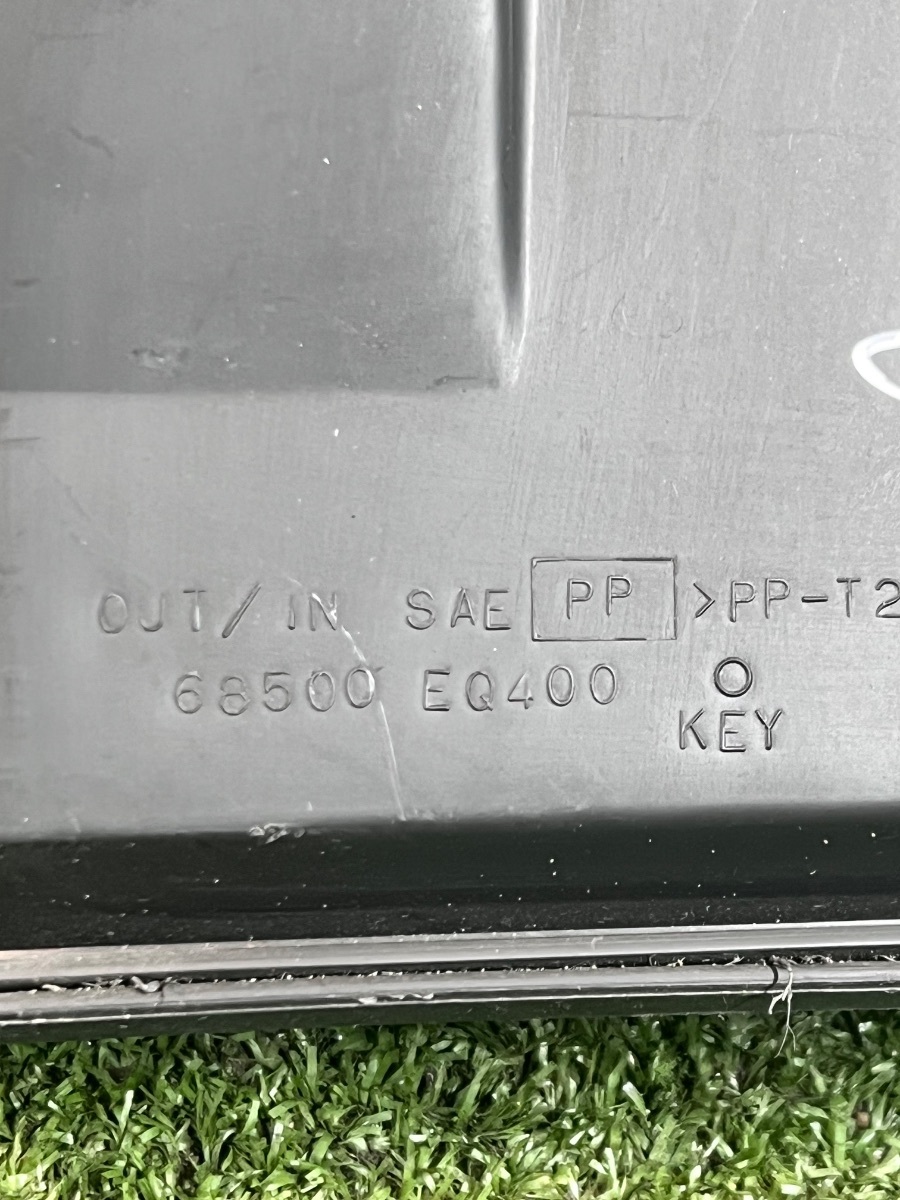 OUT/IN SAE PP >PP-T2
68500 EQ400
KEY